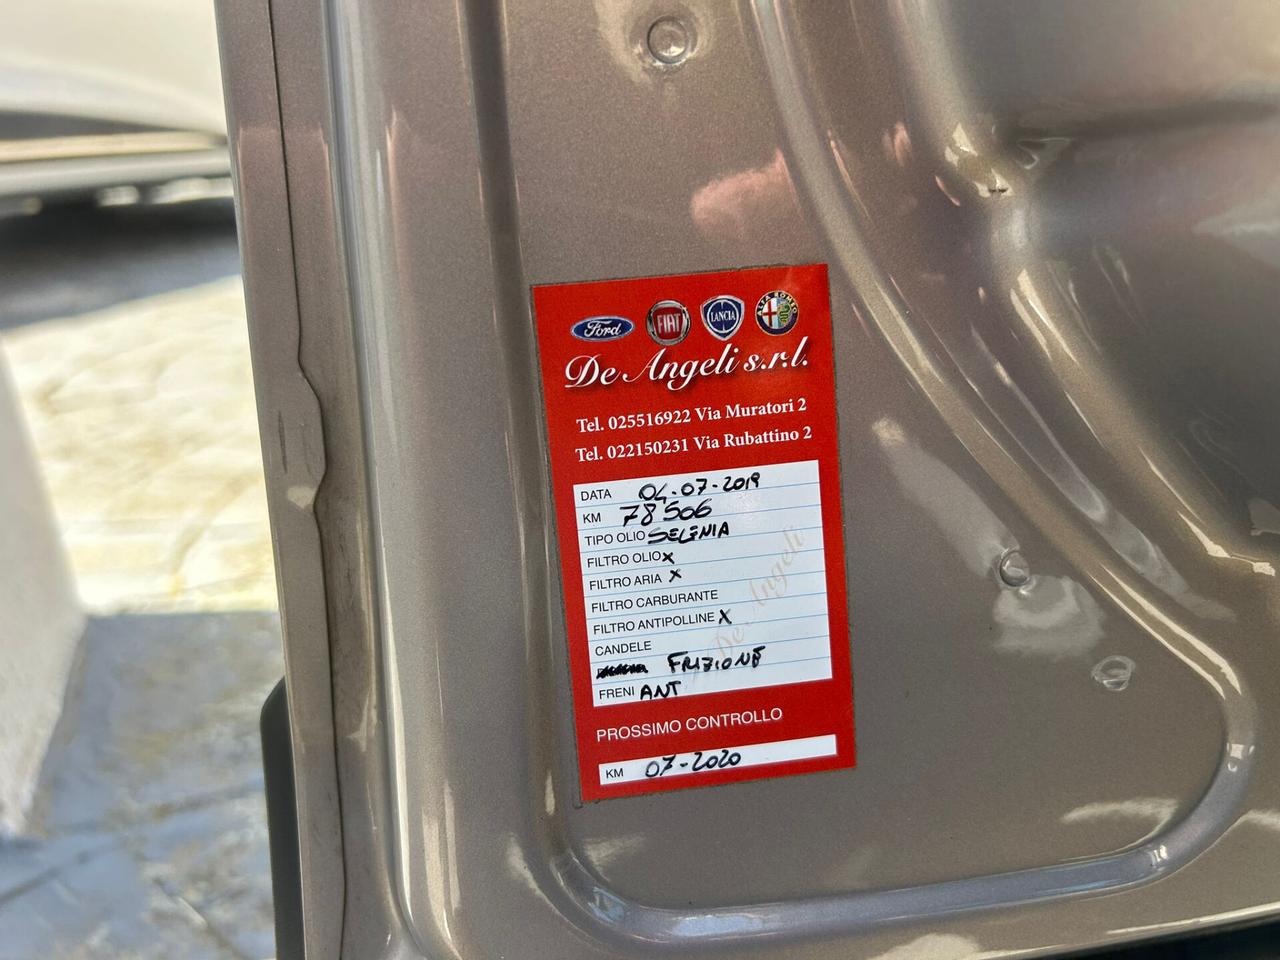 Ford FIAT LANCIA ALFA ROMEO
De Angeli s.r.l.
Tel. 025516922 Via Muratori 2
Tel. 022150231 Via Rubattino 2
DATA 04-07-2019
KM 78506
TIPO OLIO SELENIA
FILTRO OLIO X
FILTRO ARIA X
FILTRO CARBURANTE
FILTRO ANTIPOLLINE X
CANDELE
FRIZIONE
FRENI ANT
De Angeli
PROSSIMO CONTROLLO
KM 07-2020